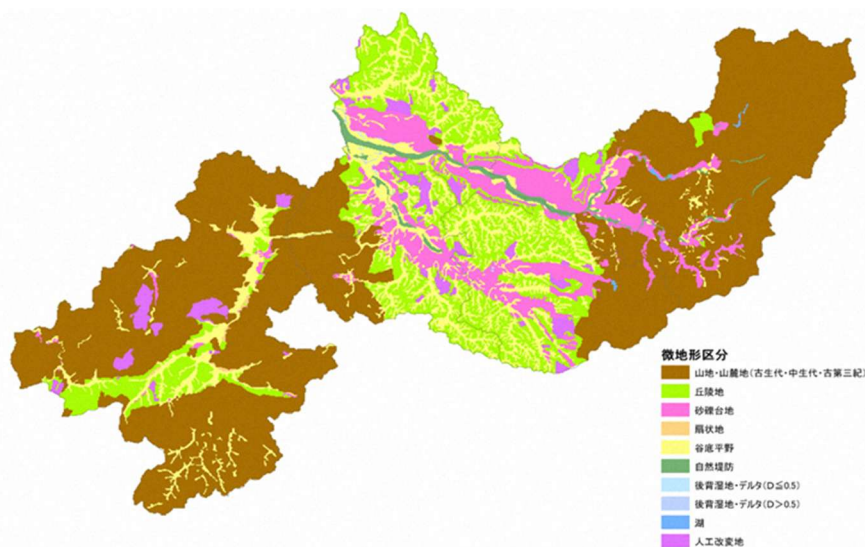 微地形区分
山地・山麓地(古生代・中生代・古第三紀)
丘陵地
砂礫台地
扇状地
谷底平野
自然堤防
後背湿地・デルタ(D≦0.5)
後背湿地・デルタ(D>0.5)
湖
人工改変地